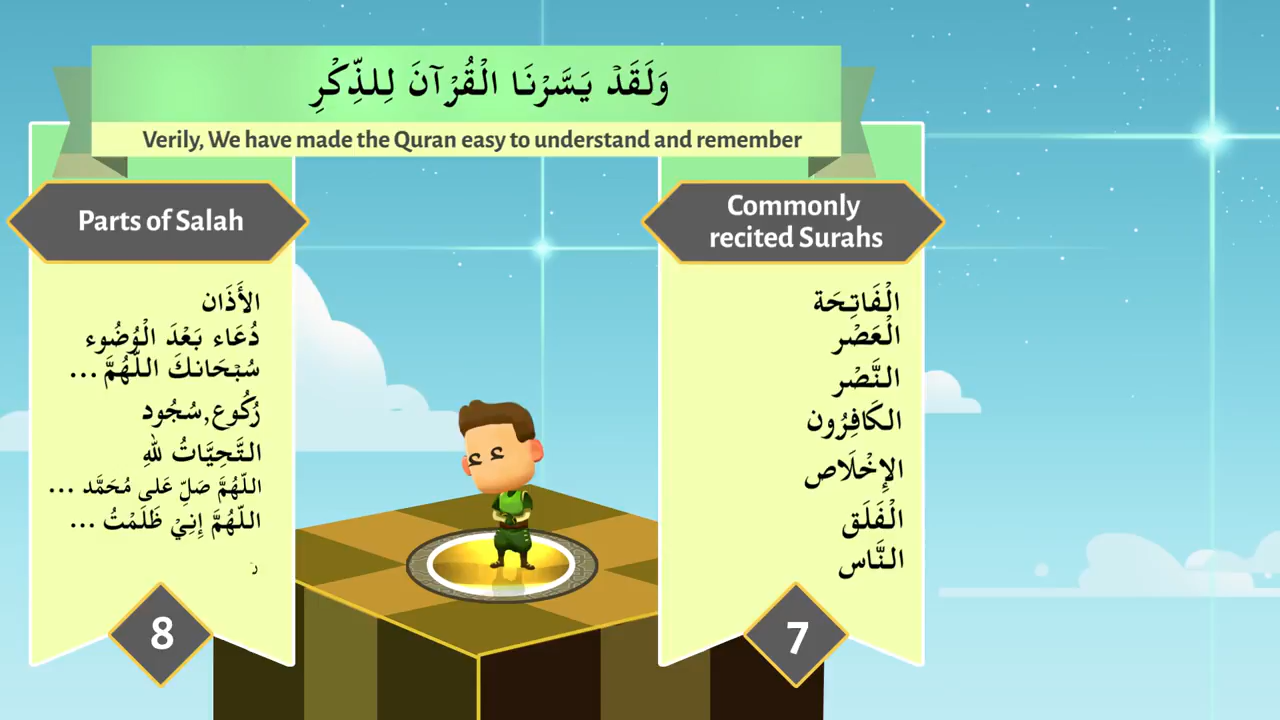 وَلَقَدْ يَسَّرْنَا الْقُرْآنَ لِلذِّكْرِ
Verily, We have made the Quran easy to understand and remember
Parts of Salah
الأَذَان
دُعَاء بَعْدَ الْوُضُوء
سُبْحَانكَ اللّهُمَّ ...
رُكُوع,سُجُود
التَّحِيَّاتُ للهِ
اللّهُمَّ صَلِّ عَلى مُحَمَّد ...
اللّهُمَّ إِنِيْ ظَلَمْتُ ...
8
Commonly
recited Surahs
الْفَاتِحَة
الْعَصْر
النَّصْر
الكَافِرُون
الإِخْلَاص
الْفَلَق
النَّاس
7